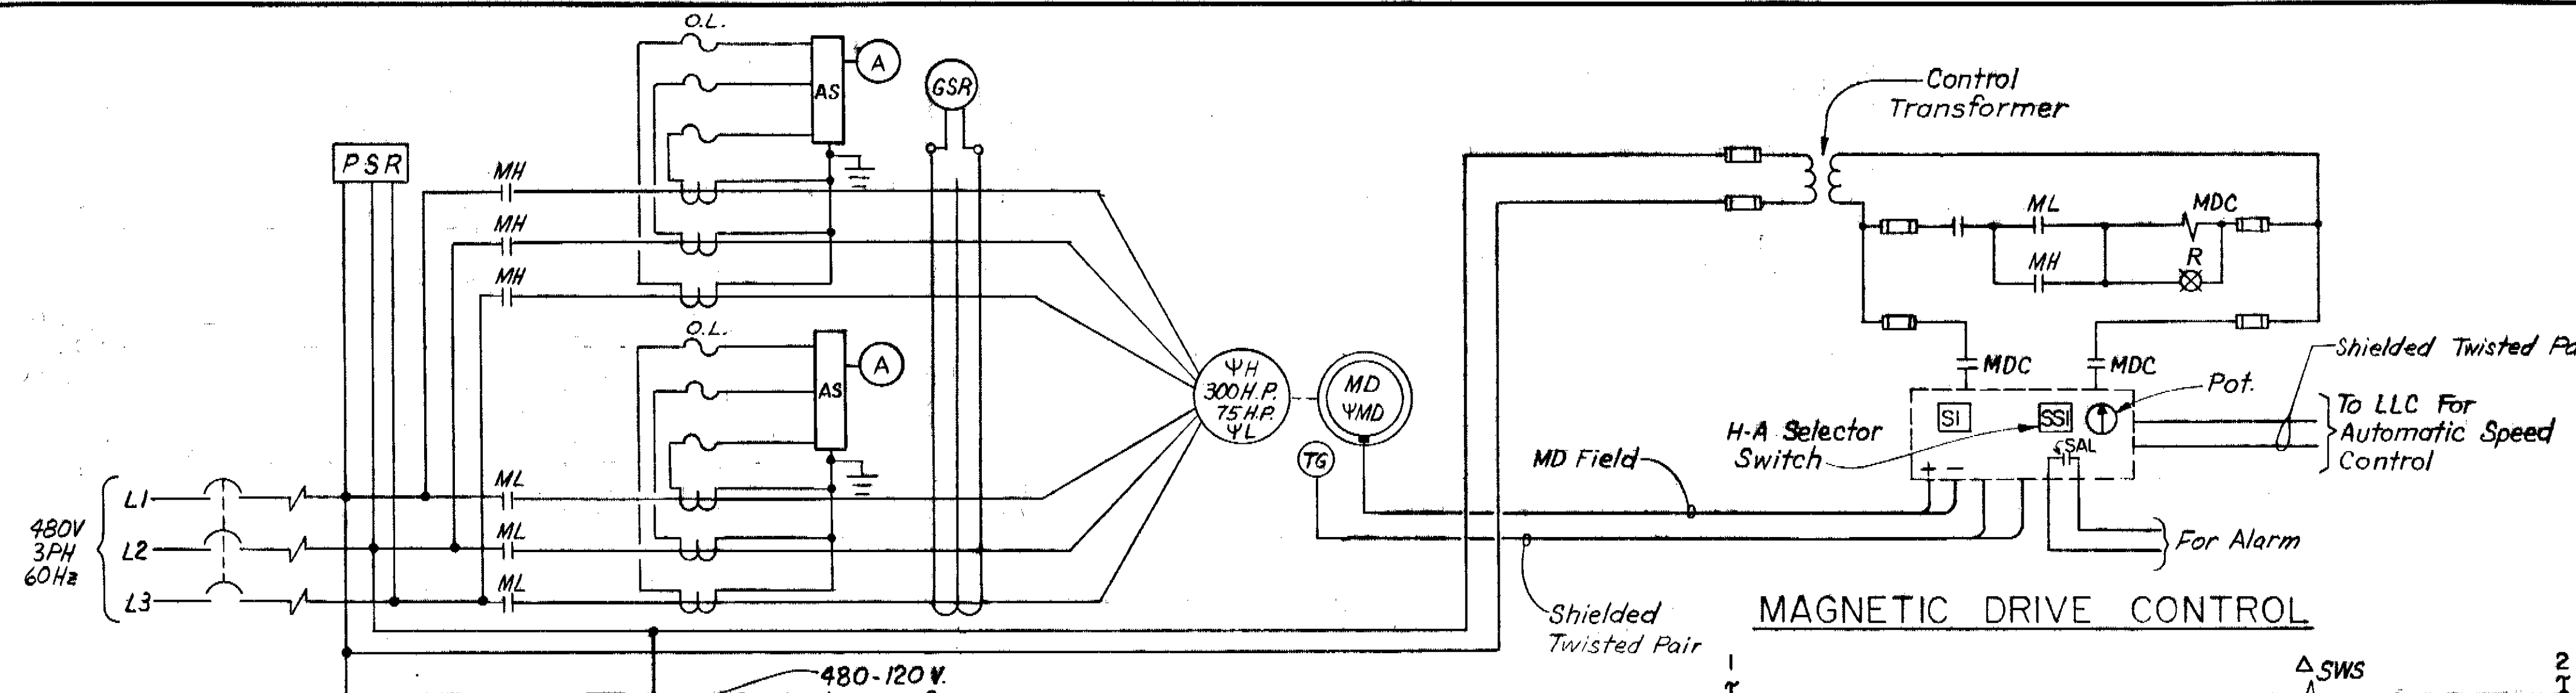 O.L.
AS
A
GSR
Control
Transformer
PSR
MH
MH
MH
ML
MDC
MH
R
O.L.
AS
A
ΨH
300 H.P.
75 H.P.
ΨL
MD
ΨMD
TG
MDC
MDC
Shielded Twisted Pa
Pot.
SI
SSI
SAL
+ -
H-A Selector
Switch
To LLC For
Automatic Speed
Control
MD Field
For Alarm
480V
3PH
60Hz
L1
L2
L3
ML
ML
ML
Shielded
Twisted Pair
MAGNETIC DRIVE CONTROL
480-120V.
1
Δ SWS
2